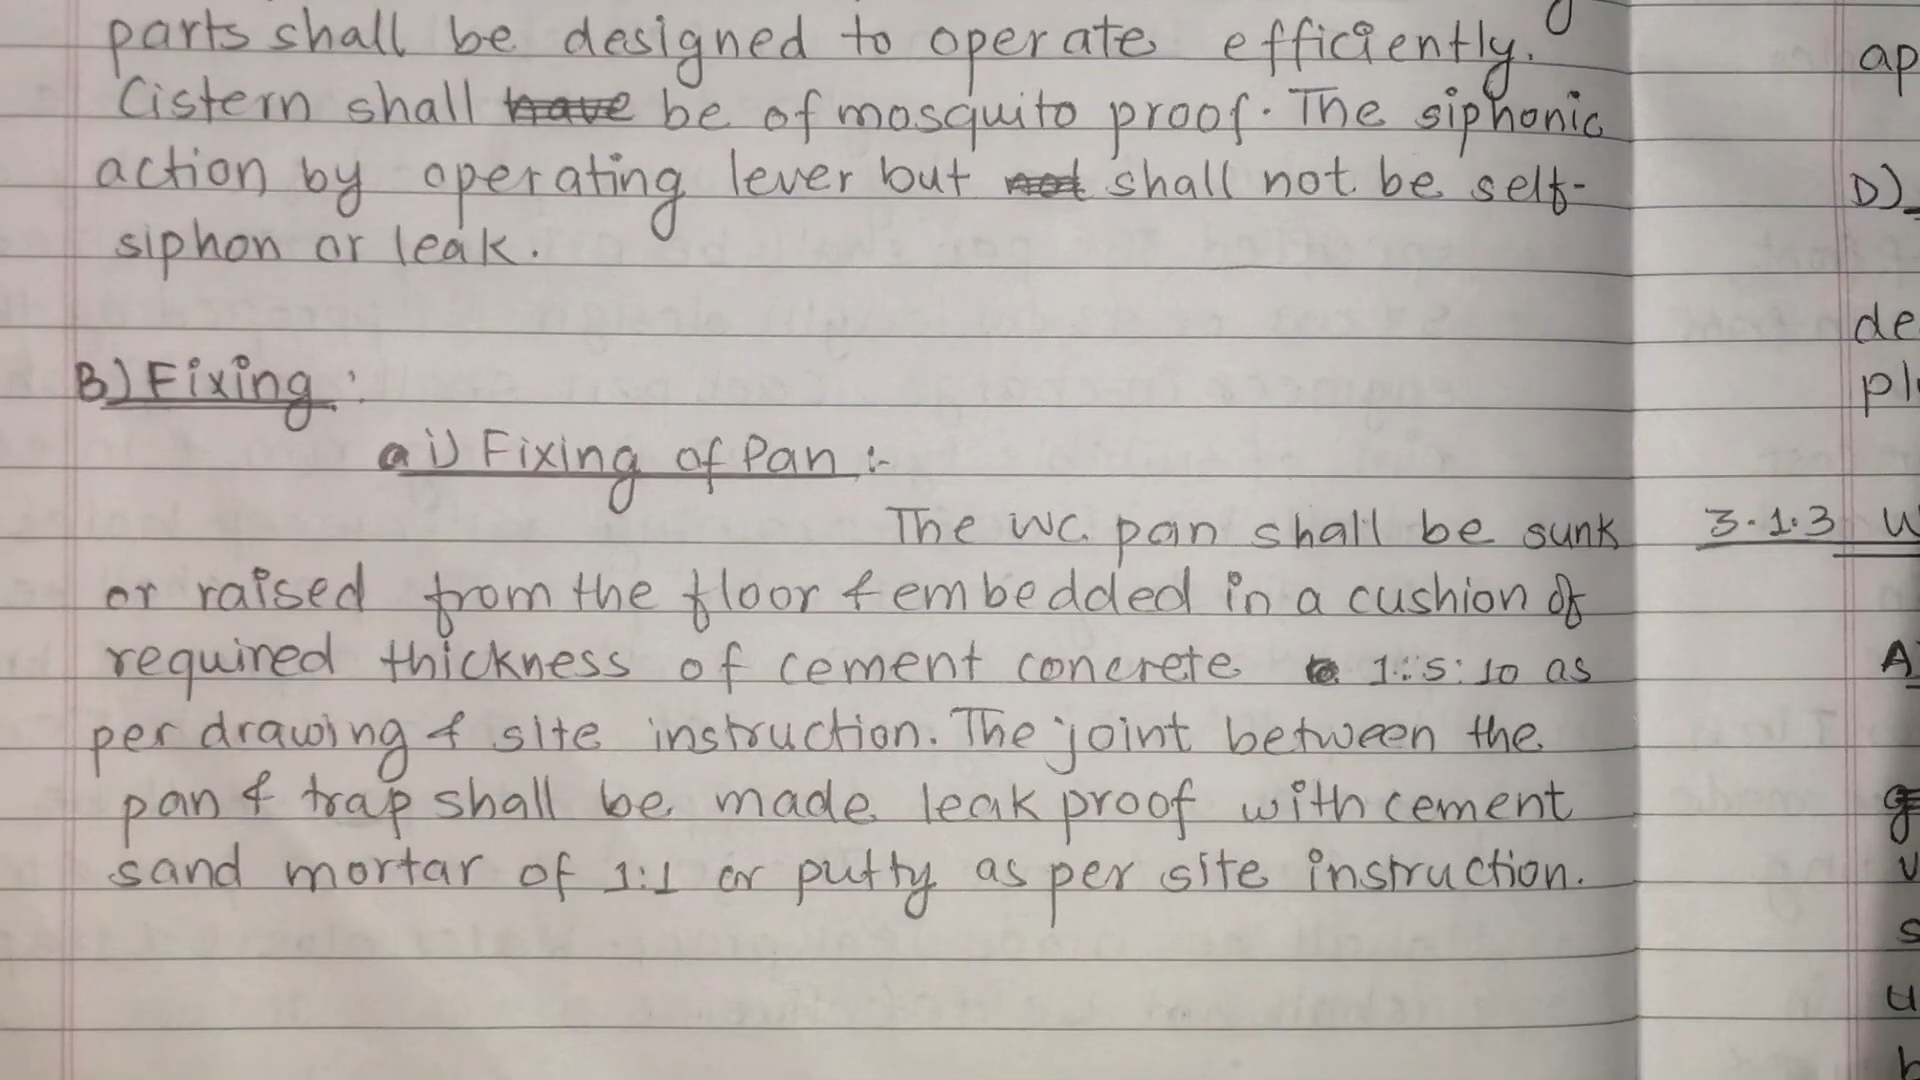 parts shall be designed to operate efficiently.
Cistern shall have be of mosquito proof. The siphonic
action by operating lever but not shall not be self-
siphon or leak.
B) Fixing :
a i) Fixing of Pan :-
The wc pan shall be sunk
or raised from the floor & embedded in a cushion of
required thickness of cement concrete 1:5:10 as
per drawing & site instruction. The joint between the
pan & trap shall be made leak proof with cement
sand mortar of 1:1 or putty as per site instruction.
ap
D)
de
pl
3.1.3 W
A)